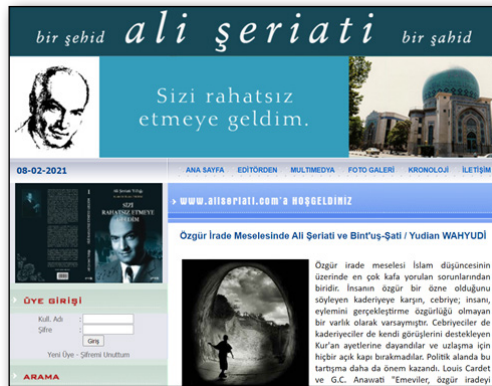 bir şehid ali şeriati bir şahid
Sizi rahatsız
etmeye geldim.
08-02-2021
ANA SAYFA EDİTÖRDEN MULTIMEDYA FOTO GALERİ KRONOLOJİ İLETİŞİM
www.aliseriati.com'a HOŞGELDİNİZ
SİZİ
RAHATSIZ ETMEYE
GELDİM
Özgür İrade Meselesinde Ali Şeriati ve Bint'uş-Şati / Yudian WAHYUDİ
Özgür irade meselesi İslam düşüncesinin
üzerinde en çok kafa yorulan sorunlarından
biridir. İnsanın özgür bir özne olduğunu
söyleyen kaderiyeye karşın, cebriye; insanı,
eylemini gerçekleştirme özgürlüğü olmayan
bir varlık olarak varsaymıştır. Cebriyeciler de
kaderiyeciler de kendi görüşlerini destekleyen
Kur'an ayetlerine dayandılar ve uzlaşma için
hiçbir açık kapı bırakmadılar. Politik alanda bu
tartışma daha da önem kazandı. Louis Cardet
ve G.C. Anawati "Emeviler, özgür iradeyi
ÜYE GİRİŞİ
Kull. Adı :
Şifre :
Giriş
Yeni Üye - Şifremi Unuttum
ARAMA